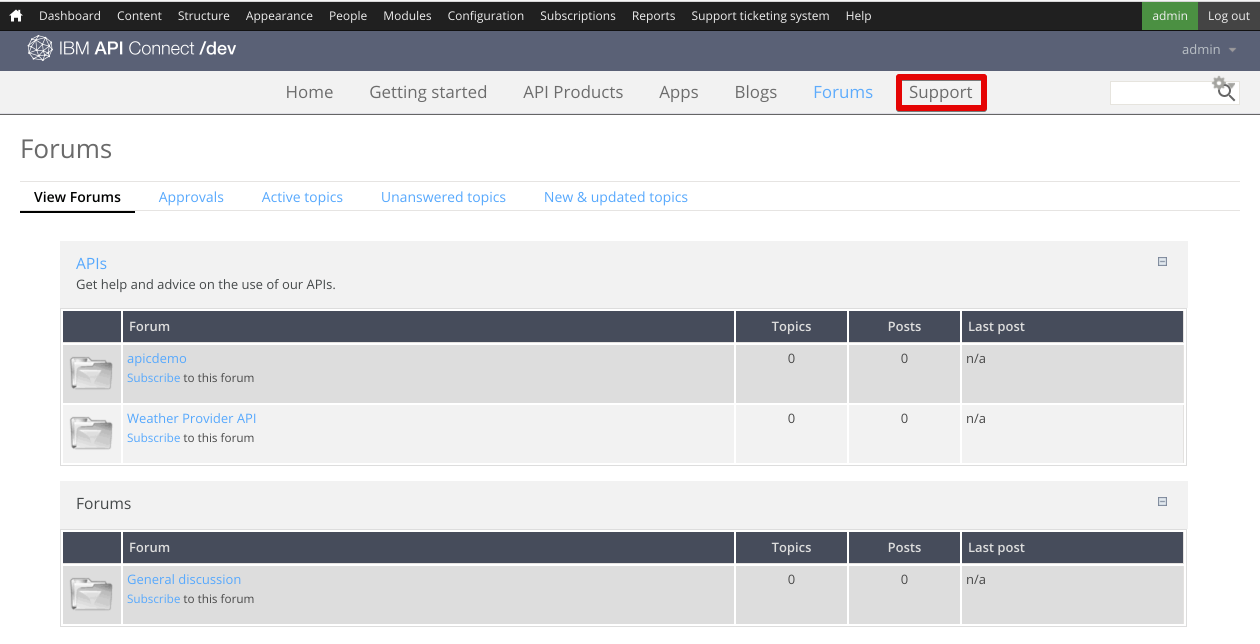 Dashboard Content Structure Appearance People Modules Configuration Subscriptions Reports Support ticketing system Help admin Log out
IBM API Connect /dev admin
Home Getting started API Products Apps Blogs Forums Support
Forums
View Forums Approvals Active topics Unanswered topics New & updated topics
APIs
Get help and advice on the use of our APIs.
Forum Topics Posts Last post
apicdemo 0 0 n/a
Subscribe to this forum
Weather Provider API 0 0 n/a
Subscribe to this forum
Forums
Forum Topics Posts Last post
General discussion 0 0 n/a
Subscribe to this forum